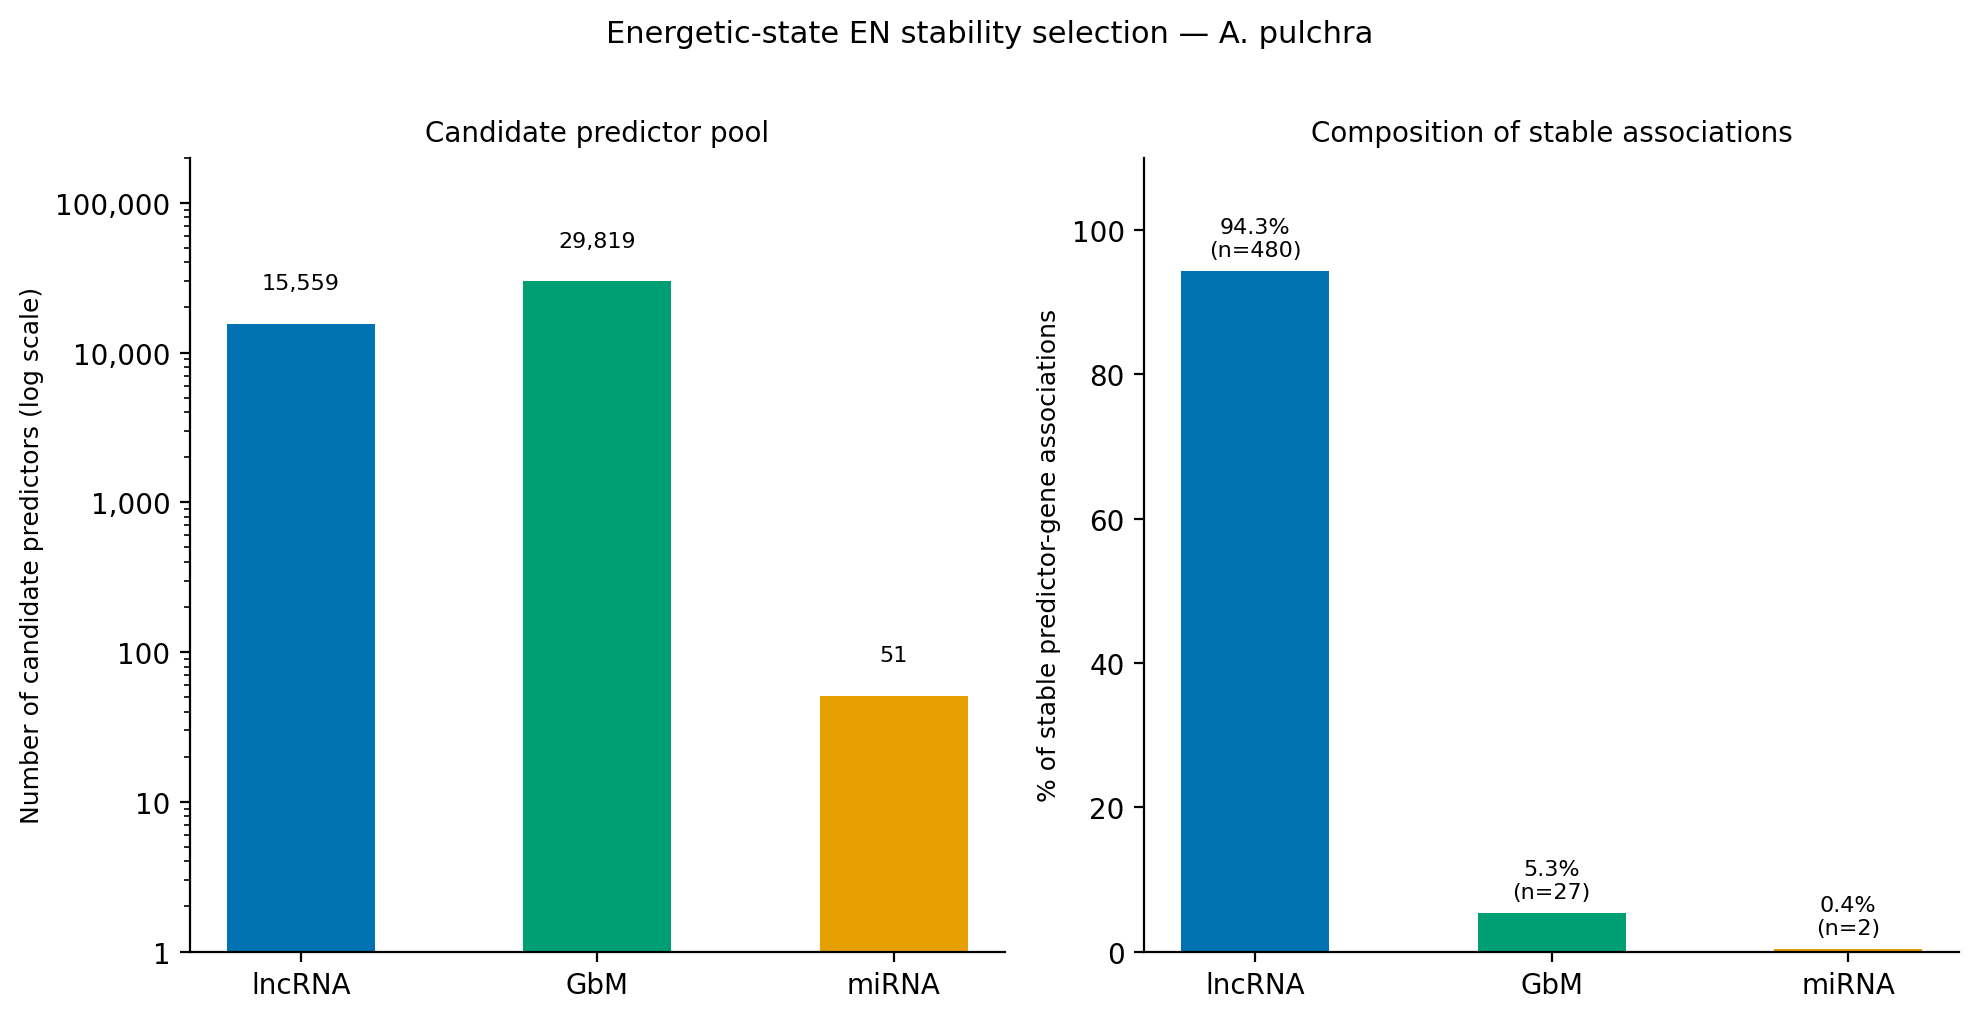 Energetic-state EN stability selection — A. pulchra
Candidate predictor pool
Number of candidate predictors (log scale)
100,000
10,000
1,000
100
10
1
15,559
29,819
51
lncRNA
GbM
miRNA
Composition of stable associations
% of stable predictor-gene associations
100
80
60
40
20
0
94.3%
(n=480)
5.3%
(n=27)
0.4%
(n=2)
lncRNA
GbM
miRNA